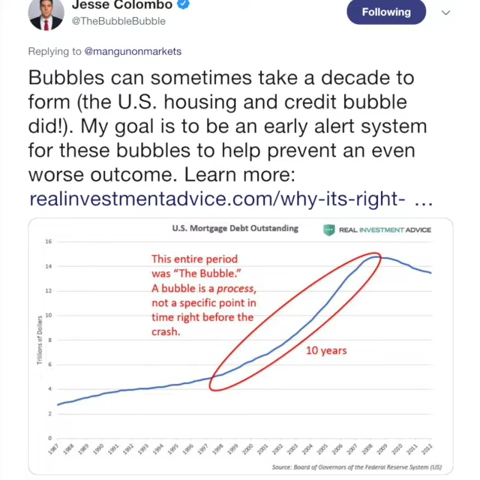 Jesse Colombo
@TheBubbleBubble
Following
Replying to @mangunonmarkets
Bubbles can sometimes take a decade to
form (the U.S. housing and credit bubble
did!). My goal is to be an early alert system
for these bubbles to help prevent an even
worse outcome. Learn more:
realinvestmentadvice.com/why-its-right- ...
U.S. Mortgage Debt Outstanding
REAL INVESTMENT ADVICE
Trillions of Dollars
16
14
12
10
8
6
4
2
0
This entire period
was "The Bubble."
A bubble is a process,
not a specific point in
time right before the
crash.
10 years
1987
1988
1989
1990
1991
1992
1993
1994
1995
1996
1997
1998
1999
2000
2001
2002
2003
2004
2005
2006
2007
2008
2009
2010
2011
2012
Source: Board of Governors of the Federal Reserve System (US)